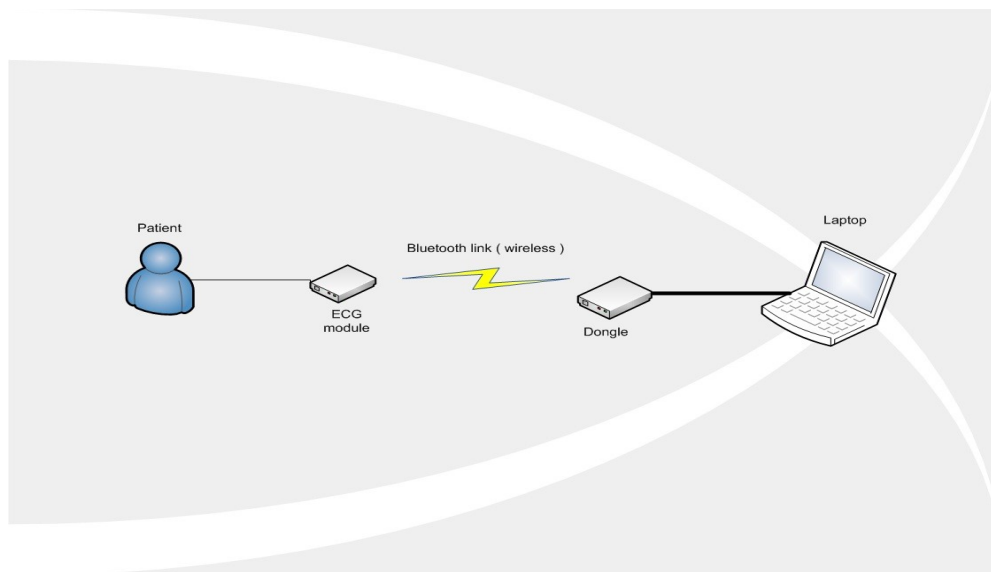 Patient
Bluetooth link ( wireless )
Laptop
ECG
module
Dongle